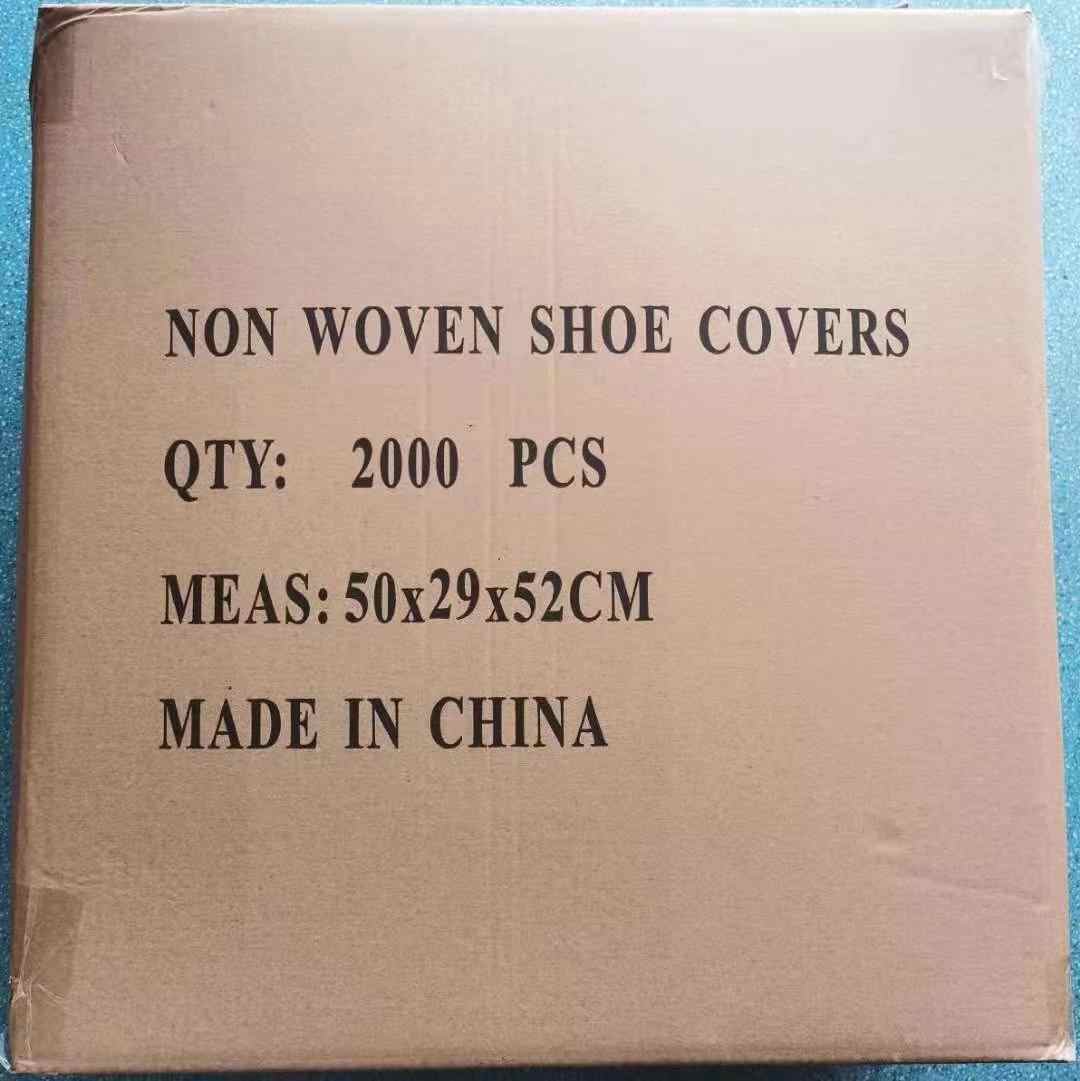 NON WOVEN SHOE COVERS
QTY: 2000 PCS
MEAS: 50x29x52CM
MADE IN CHINA